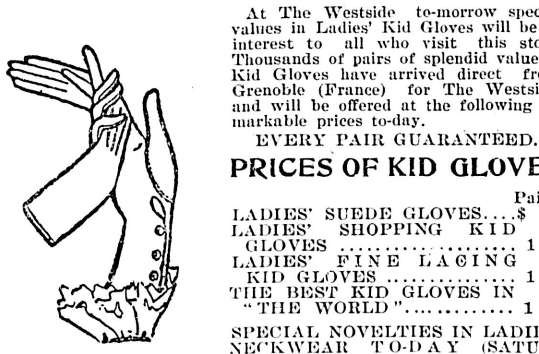 At The Westside to-morrow spec
values in Ladies' Kid Gloves will be
interest to all who visit this sto
Thousands of pairs of splendid value
Kid Gloves have arrived direct fr
Grenoble (France) for The Westsi
and will be offered at the following
markable prices to-day.
EVERY PAIR GUARANTEED.
PRICES OF KID GLOVE
Pai
LADIES' SUEDE GLOVES....$
LADIES' SHOPPING KID
GLOVES .................... 1
LADIES' FINE LACING
KID GLOVES .............. 1
THE BEST KID GLOVES IN
"THE WORLD"............. 1
SPECIAL NOVELTIES IN LADII
NECKWEAR TO-DAY (SATU